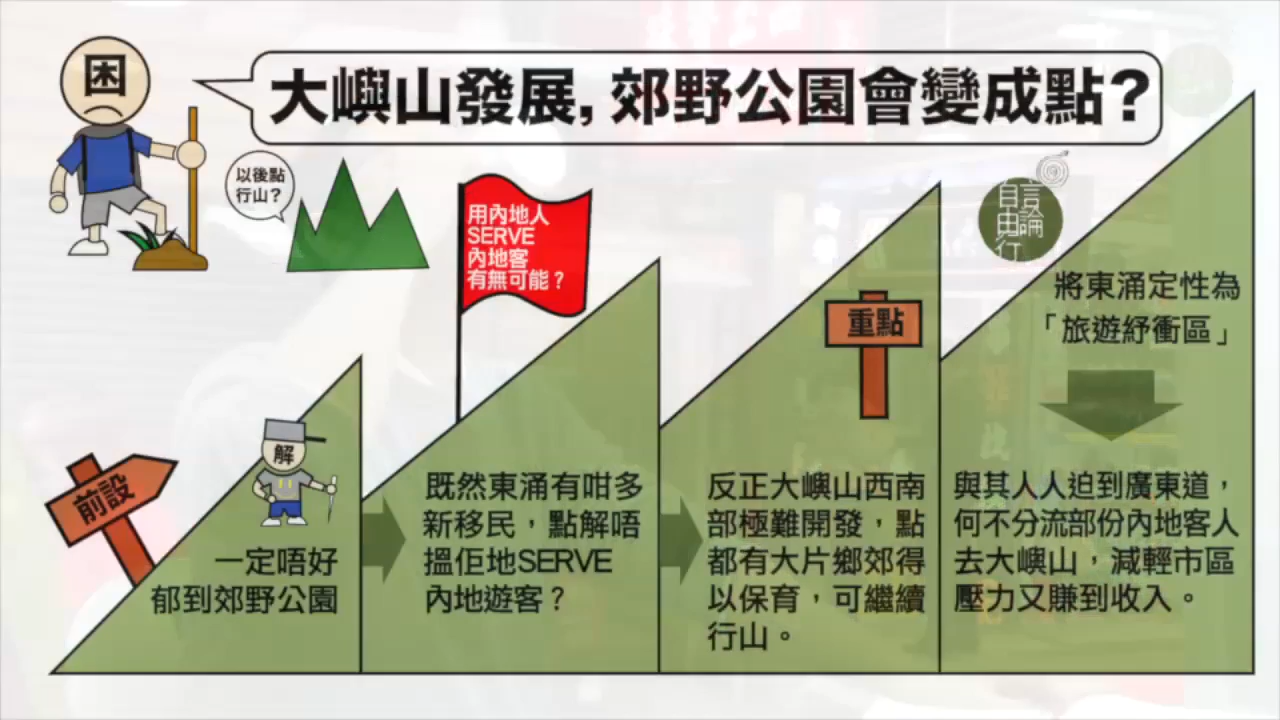 困
大嶼山發展, 郊野公園會變成點?
以後點
行山?
用內地人
SERVE
內地客
有無可能?
自言
由論
行
前設
解
一定唔好
郁到郊野公園
既然東涌有咁多
新移民，點解唔
搵佢地SERVE
內地遊客?
重點
反正大嶼山西南
部極難開發，點
都有大片鄉郊得
以保育，可繼續
行山。
將東涌定性為
「旅遊紓衝區」
與其人人迫到廣東道，
何不分流部份內地客人
去大嶼山，減輕市區
壓力又賺到收入。